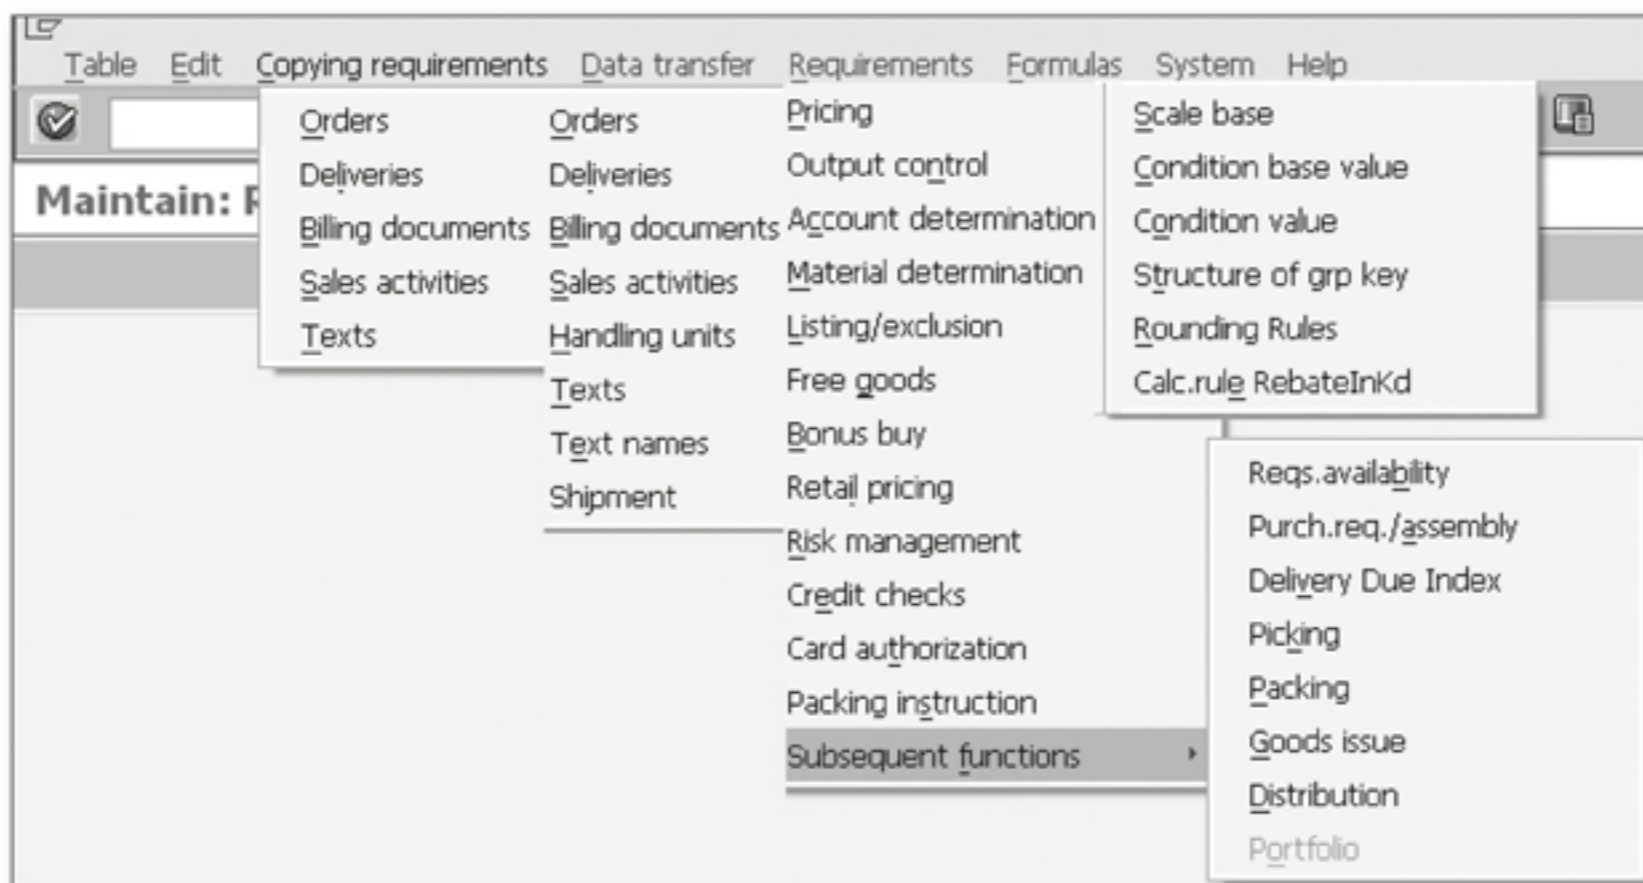 Table Edit Copying requirements Data transfer Requirements Formulas System Help
Maintain:
Orders
Deliveries
Billing documents
Sales activities
Texts
Orders
Deliveries
Billing documents
Sales activities
Handling units
Texts
Text names
Shipment
Pricing
Output control
Account determination
Material determination
Listing/exclusion
Free goods
Bonus buy
Retail pricing
Risk management
Credit checks
Card authorization
Packing instruction
Subsequent functions
Scale base
Condition base value
Condition value
Structure of grp key
Rounding Rules
Calc.rule RebateInKd
Reqs.availability
Purch.req./assembly
Delivery Due Index
Picking
Packing
Goods issue
Distribution
Portfolio